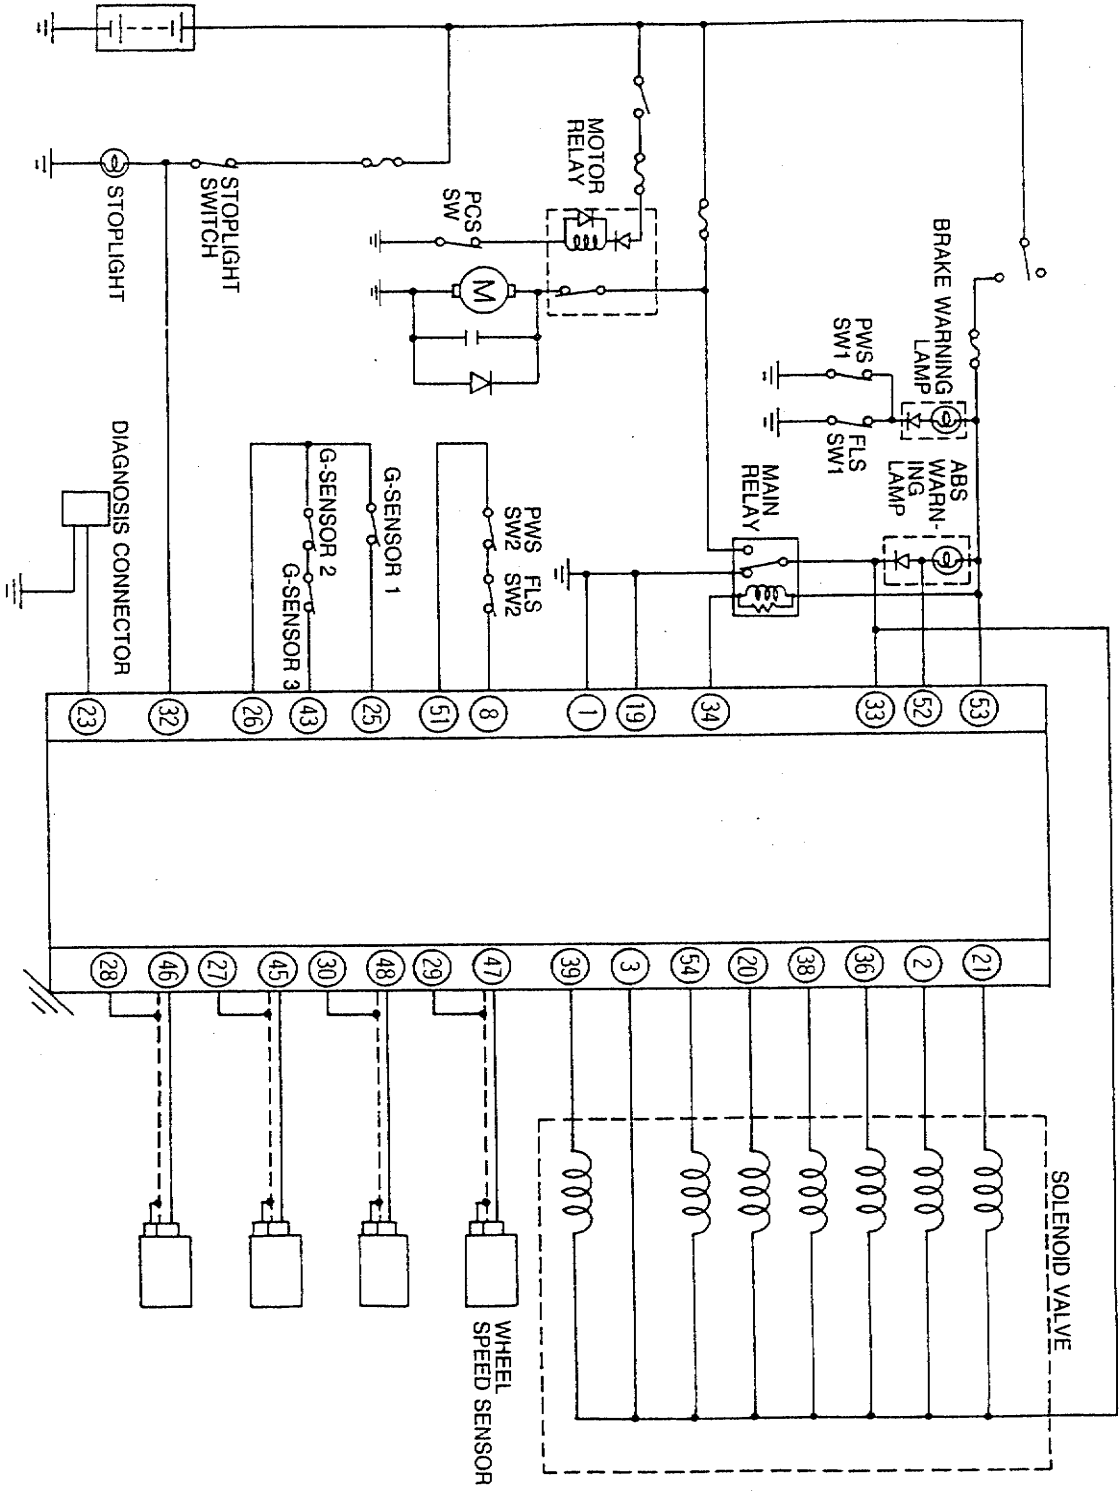 SOLENOID VALVE
BRAKE WARNING
LAMP
ABS
WARN-
ING
LAMP
PWS
SW1
FLS
SW1
MAIN
RELAY
MOTOR
RELAY
PCS
SW
M
PWS
SW2
FLS
SW2
G-SENSOR 1
G-SENSOR 2
G-SENSOR 3
STOPLIGHT
SWITCH
STOPLIGHT
DIAGNOSIS CONNECTOR
53
52
33
34
19
1
8
51
25
43
26
32
23
21
2
36
38
20
54
3
39
47
29
48
30
45
27
46
28
WHEEL
SPEED SENSOR